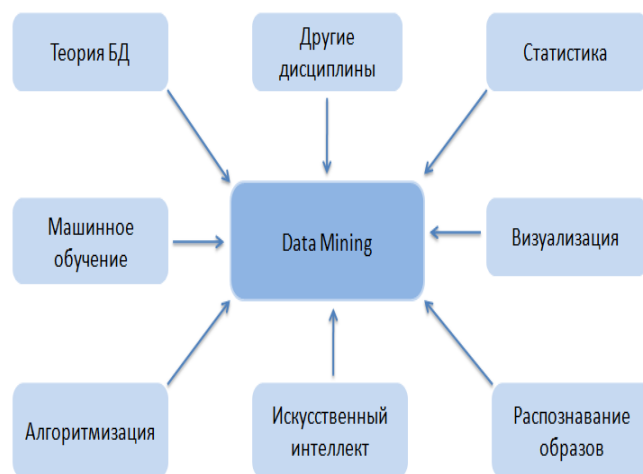 Теория БД
Другие
дисциплины
Статистика
Машинное
обучение
Data Mining
Визуализация
Алгоритмизация
Искусственный
интеллект
Распознавание
образов